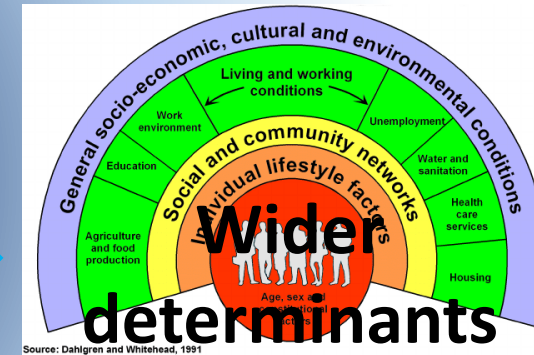 General socio-economic, cultural and environmental conditions
Living and working
conditions
Work
environment
Unemployment
Education
Water and
sanitation
Agriculture
and food
production
Health
care
services
Housing
Social and community networks
Individual lifestyle factors
Wider
Age, sex and
determinants
Source: Dahlgren and Whitehead, 1991